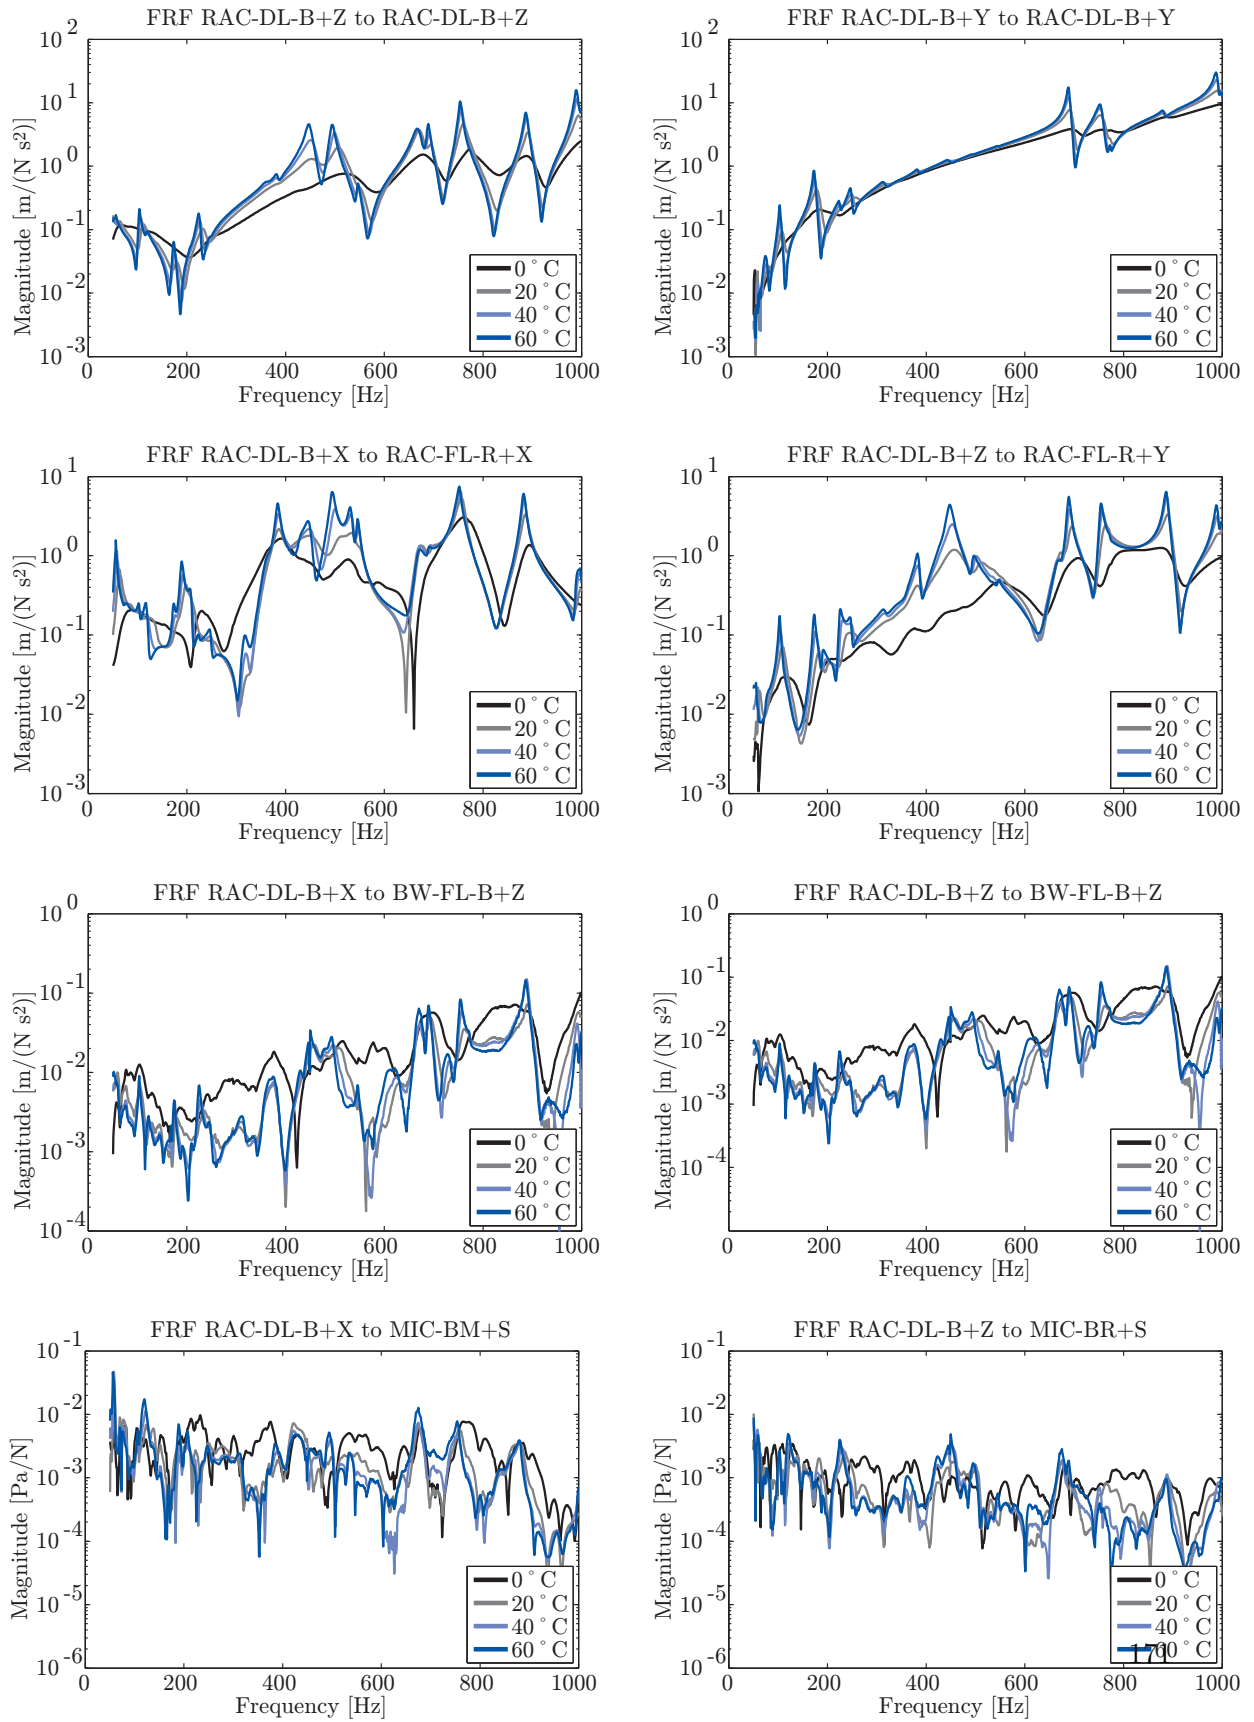 FRF RAC-DL-B+Z to RAC-DL-B+Z
10 2
10 1
10 0
10 -1
10 -2
10 -3
Magnitude [m/(N s²)]
0 200 400 600 800 1000
Frequency [Hz]
0 ° C
20 ° C
40 ° C
60 ° C
FRF RAC-DL-B+Y to RAC-DL-B+Y
10 2
10 1
10 0
10 -1
10 -2
10 -3
Magnitude [m/(N s²)]
0 200 400 600 800 1000
Frequency [Hz]
0 ° C
20 ° C
40 ° C
60 ° C
FRF RAC-DL-B+X to RAC-FL-R+X
10 1
10 0
10 -1
10 -2
10 -3
Magnitude [m/(N s²)]
0 200 400 600 800 1000
Frequency [Hz]
0 ° C
20 ° C
40 ° C
60 ° C
FRF RAC-DL-B+Z to RAC-FL-R+Y
10 1
10 0
10 -1
10 -2
10 -3
Magnitude [m/(N s²)]
0 200 400 600 800 1000
Frequency [Hz]
0 ° C
20 ° C
40 ° C
60 ° C
FRF RAC-DL-B+X to BW-FL-B+Z
10 0
10 -1
10 -2
10 -3
10 -4
Magnitude [m/(N s²)]
0 200 400 600 800 1000
Frequency [Hz]
0 ° C
20 ° C
40 ° C
60 ° C
FRF RAC-DL-B+Z to BW-FL-B+Z
10 0
10 -1
10 -2
10 -3
10 -4
Magnitude [m/(N s²)]
0 200 400 600 800 1000
Frequency [Hz]
0 ° C
20 ° C
40 ° C
60 ° C
FRF RAC-DL-B+X to MIC-BM+S
10 -1
10 -2
10 -3
10 -4
10 -5
10 -6
Magnitude [Pa/N]
0 200 400 600 800 1000
Frequency [Hz]
0 ° C
20 ° C
40 ° C
60 ° C
FRF RAC-DL-B+Z to MIC-BR+S
10 -1
10 -2
10 -3
10 -4
10 -5
10 -6
Magnitude [Pa/N]
0 200 400 600 800 1000
Frequency [Hz]
0 ° C
20 ° C
40 ° C
60 ° C
171